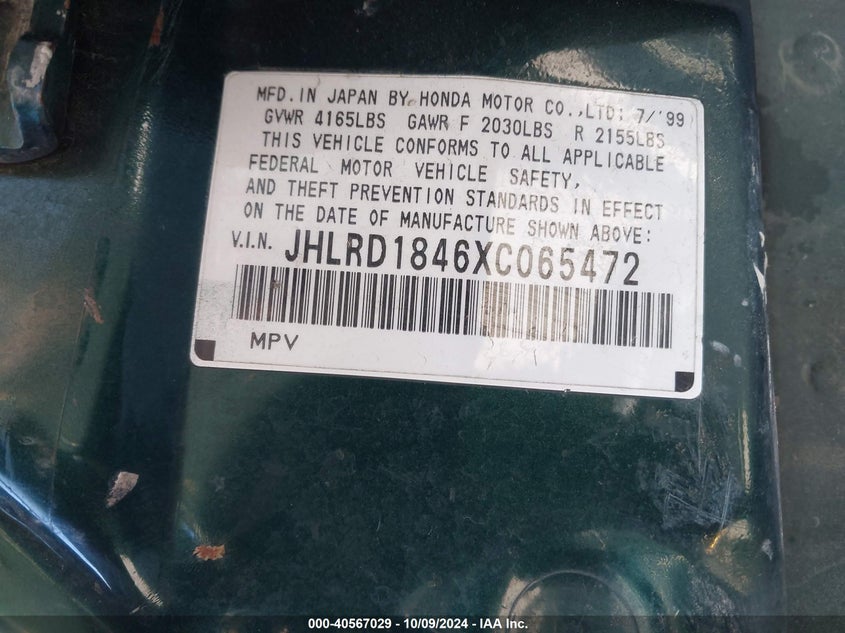 MFD. IN JAPAN BY HONDA MOTOR CO., LTD: 7/'99
GVWR 4165LBS GAWR F 2030LBS R 2155LBS
THIS VEHICLE CONFORMS TO ALL APPLICABLE
FEDERAL MOTOR VEHICLE SAFETY,
AND THEFT PREVENTION STANDARDS IN EFFECT
ON THE DATE OF MANUFACTURE SHOWN ABOVE:
V.I.N. JHLRD1846XC065472
MPV
000-40567029 - 10/09/2024 - IAA Inc.